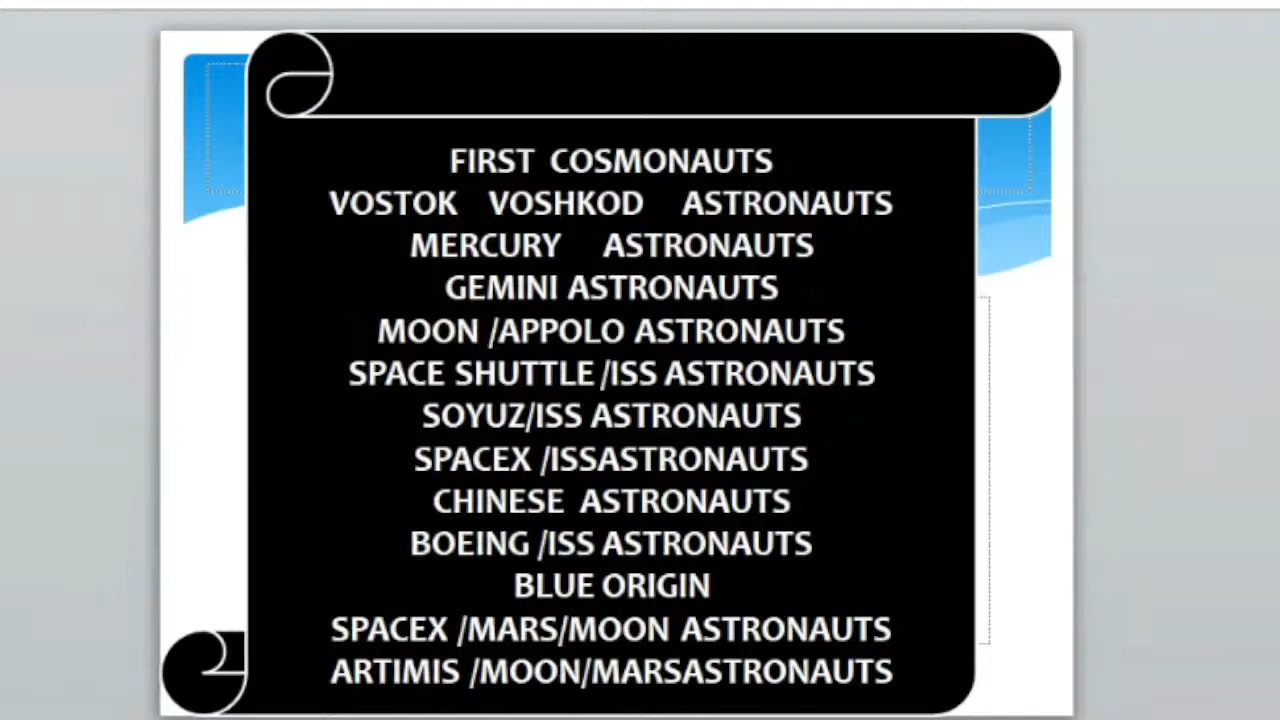 FIRST COSMONAUTS
VOSTOK VOSHKOD ASTRONAUTS
MERCURY ASTRONAUTS
GEMINI ASTRONAUTS
MOON /APPOLO ASTRONAUTS
SPACE SHUTTLE /ISS ASTRONAUTS
SOYUZ/ISS ASTRONAUTS
SPACEX /ISSASTRONAUTS
CHINESE ASTRONAUTS
BOEING /ISS ASTRONAUTS
BLUE ORIGIN
SPACEX /MARS/MOON ASTRONAUTS
ARTIMIS /MOON/MARSASTRONAUTS